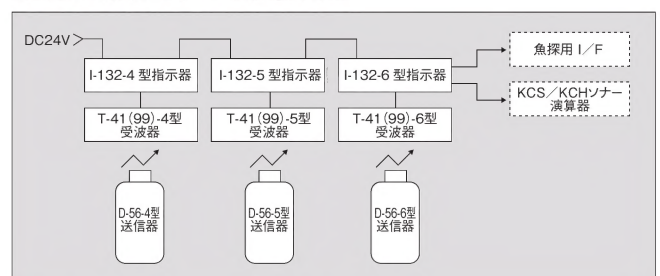 DC24V
I-132-4 型指示器
I-132-5 型指示器
I-132-6 型指示器
魚探用 I/F
KCS/KCHソナー
演算器
T-41(99)-4型
受波器
T-41(99)-5型
受波器
T-41(99)-6型
受波器
D-56-4型
送信器
D-56-5型
送信器
D-56-6型
送信器